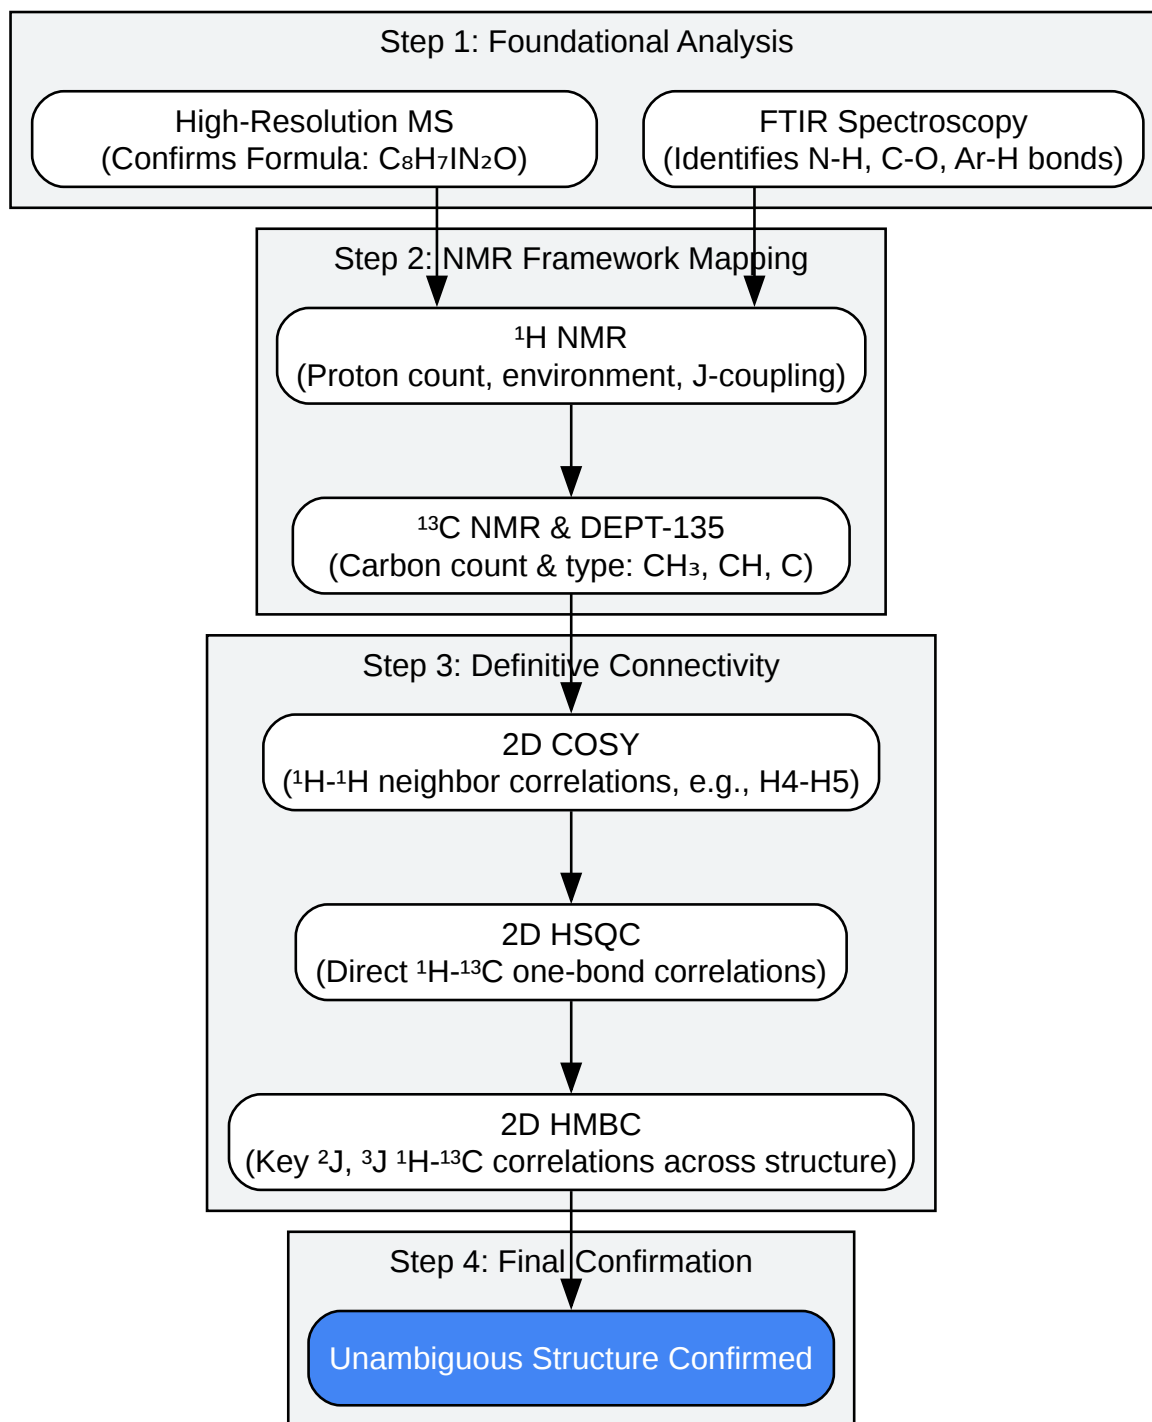 Step 1: Foundational Analysis
High-Resolution MS
(Confirms Formula: C₈H₇IN₂O)
FTIR Spectroscopy
(Identifies N-H, C-O, Ar-H bonds)
Step 2: NMR Framework Mapping
¹H NMR
(Proton count, environment, J-coupling)
¹³C NMR & DEPT-135
(Carbon count & type: CH₃, CH, C)
Step 3: Definitive Connectivity
2D COSY
(¹H-¹H neighbor correlations, e.g., H4-H5)
2D HSQC
(Direct ¹H-¹³C one-bond correlations)
2D HMBC
(Key ²J, ³J ¹H-¹³C correlations across structure)
Step 4: Final Confirmation
Unambiguous Structure Confirmed